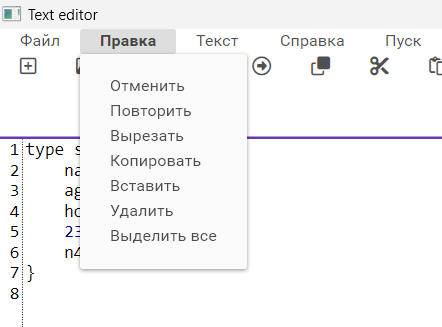 Text editor
Файл Правка Текст Справка Пуск
Отменить
Повторить
Вырезать
Копировать
Вставить
Удалить
Выделить все
1 type s
2 na
3 ag
4 ho
5 23
6 n4
7 }
8